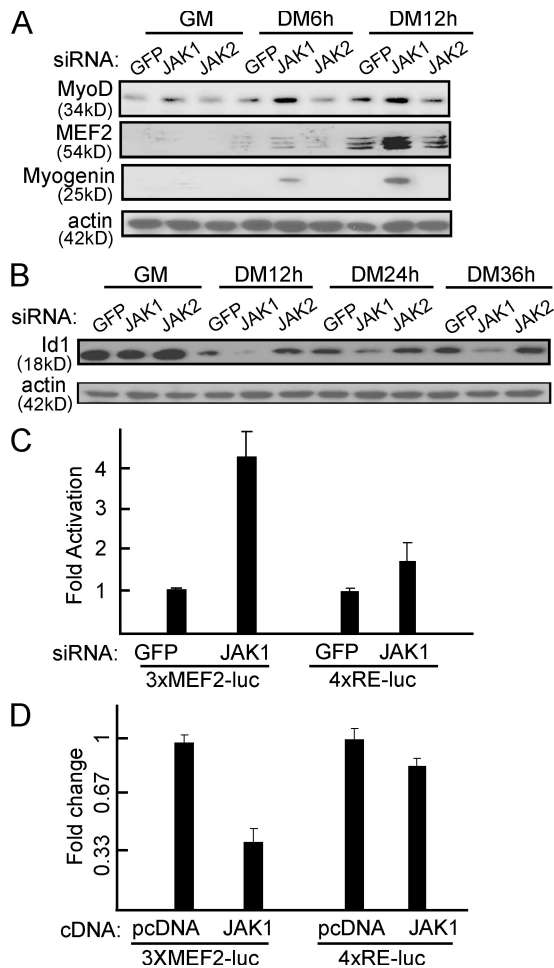 A
GM DM6h DM12h
siRNA: GFP JAK1 JAK2 GFP JAK1 JAK2 GFP JAK1 JAK2
MyoD
(34kD)
MEF2
(54kD)
Myogenin
(25kD)
actin
(42kD)
B
GM DM12h DM24h DM36h
siRNA: GFP JAK1 JAK2 GFP JAK1 JAK2 GFP JAK1 JAK2 GFP JAK1 JAK2
Id1
(18kD)
actin
(42kD)
C
Fold Activation
4
3
2
1
siRNA: GFP JAK1 GFP JAK1
3xMEF2-luc 4xRE-luc
D
Fold change
1
0.67
0.33
cDNA: pcDNA JAK1 pcDNA JAK1
3XMEF2-luc 4xRE-luc